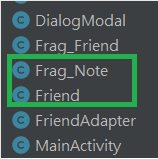 DialogModal
Frag_Friend
Frag_Note
Friend
FriendAdapter
MainActivity